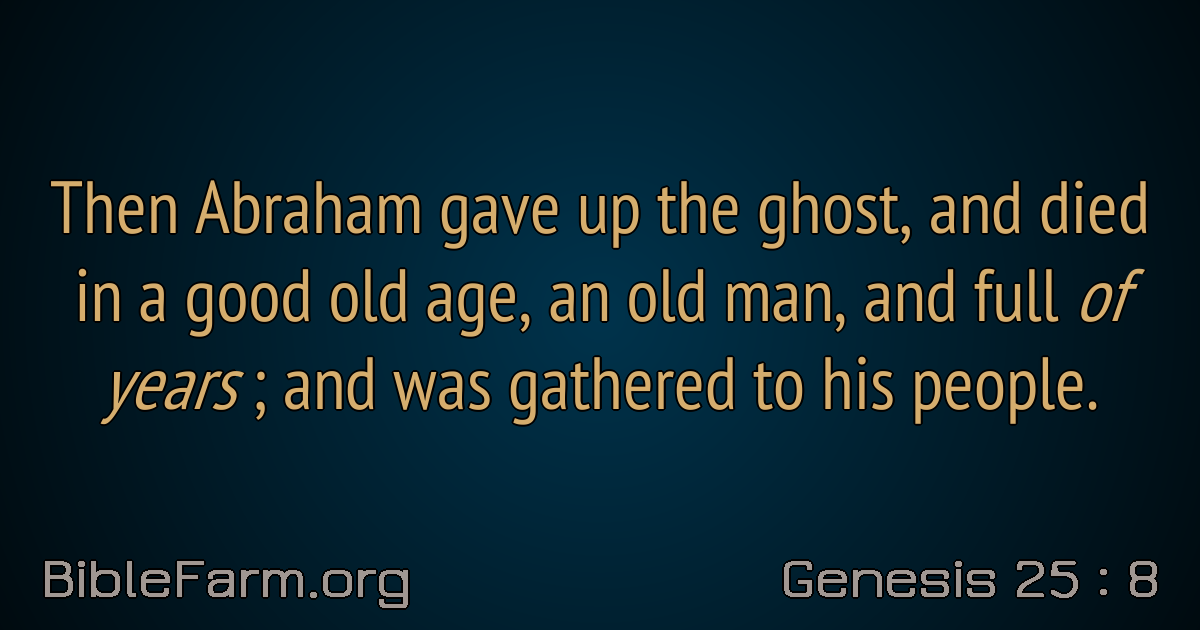 Then Abraham gave up the ghost, and died
in a good old age, an old man, and full of
years ; and was gathered to his people.
BibleFarm.org
Genesis 25 : 8